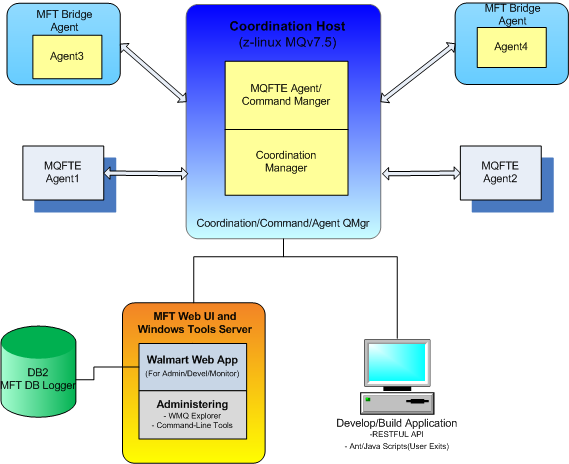 MFT Bridge
Agent
Agent3
Coordination Host
(z-linux MQv7.5)
MQFTE Agent/
Command Manger
Coordination
Manager
Coordination/Command/Agent QMgr
MFT Bridge
Agent
Agent4
MQFTE
Agent1
MQFTE
Agent2
MFT Web UI and
Windows Tools Server
Walmart Web App
(For Admin/Devel/Monitor)
Administering
- WMQ Explorer
- Command-Line Tools
DB2
MFT DB Logger
Develop/Build Application
-RESTFUL API
- Ant/Java Scripts(User Exits)